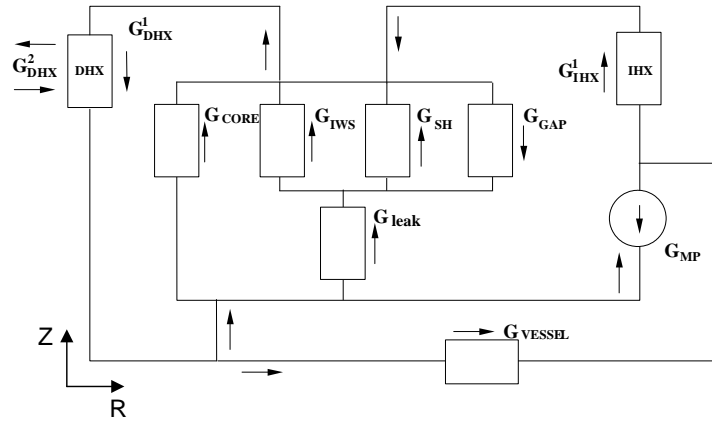 G¹DHX
G²DHX
DHX
G¹IHX
IHX
GCORE
GIWS
GSH
GGAP
Gleak
GMP
GVESSEL
Z
R